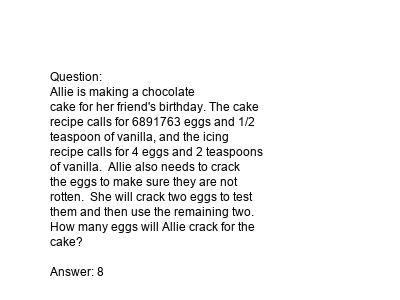 Question:
Allie is making a chocolate
cake for her friend's birthday. The cake
recipe calls for 6891763 eggs and 1/2
teaspoon of vanilla, and the icing
recipe calls for 4 eggs and 2 teaspoons
of vanilla.  Allie also needs to crack
the eggs to make sure they are not
rotten.  She will crack two eggs to test
them and then use the remaining two.
How many eggs will Allie crack for the
cake?

Answer: 8